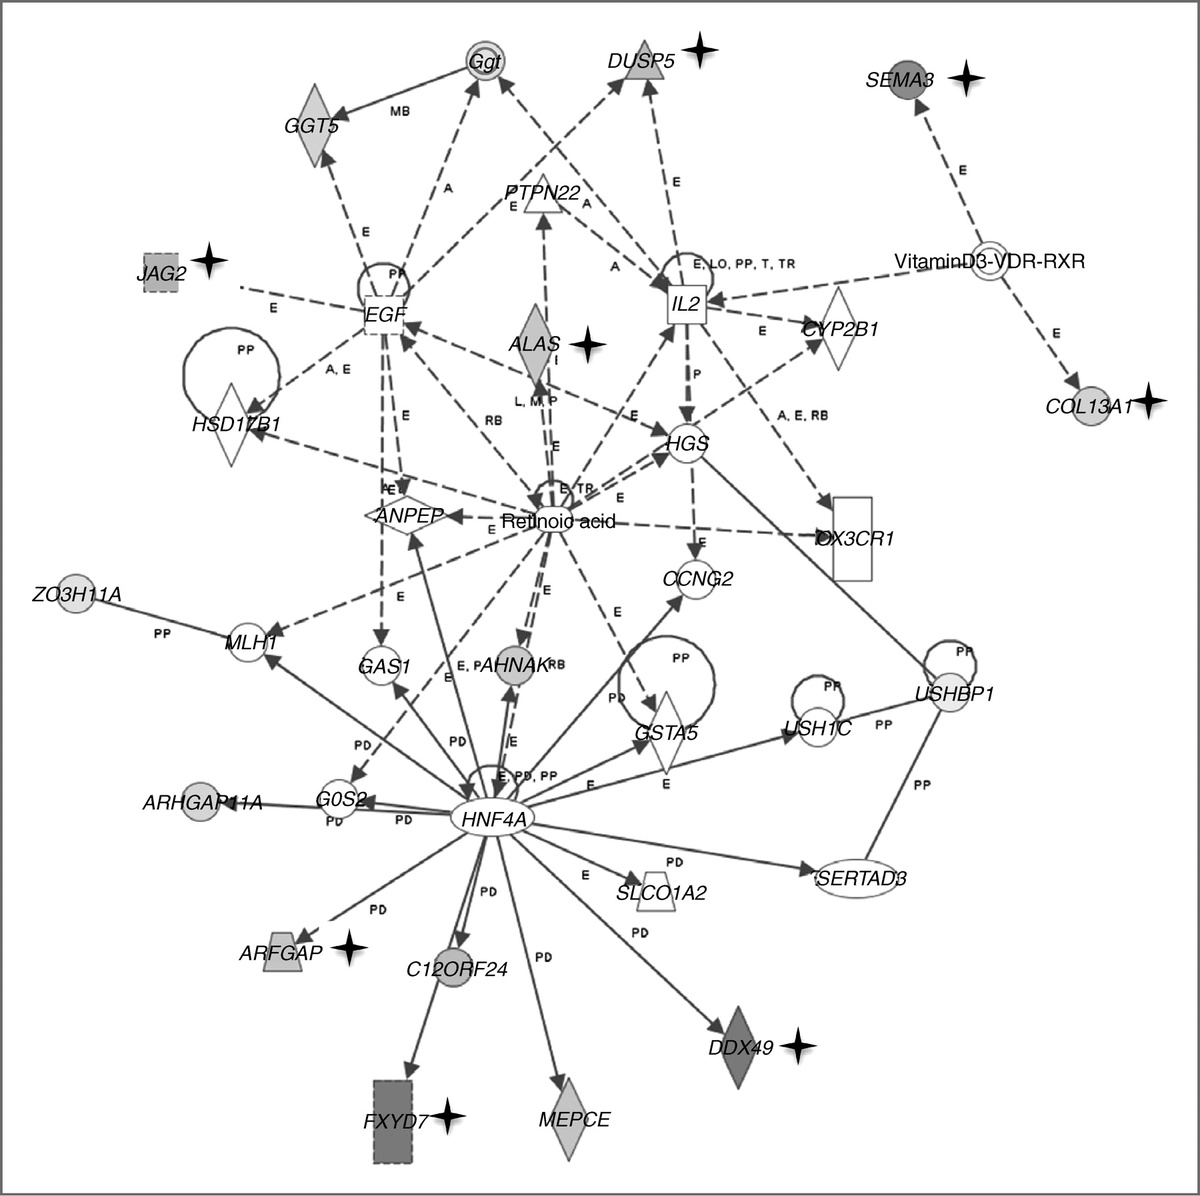 Ggt
DUSP5
SEMA3
MB
GGT5
E
E
A
PTPN22
E
A
E
JAG2
PP
A
E, LO, PP, T, TR
VitaminD3-VDR-RXR
E
EGF
IL2
E
CYP2B1
E
PP
ALAS
I
A, E
P
L, M, P
COL13A1
HSD17B1
E
RB
E
A, E, RB
E
HGS
E
E, TR
E
ANPEP
E
Retinoid acid
CX3CR1
E
ZO3H11A
E
E
CCNG2
E
PP
MLH1
GAS1
E, P
AHNAK
RB
E
PP
PP
PD
USHBP1
PP
GSTA5
USH1C
PP
PD
PD
E
E, PD, PP
E
E
PP
ARHGAP11A
G0S2
PD
PD
HNF4A
PD
E
SERTAD3
PD
SLCO1A2
PD
PD
ARFGAP
C12ORF24
PD
DDX49
FXYD7
MEPCE